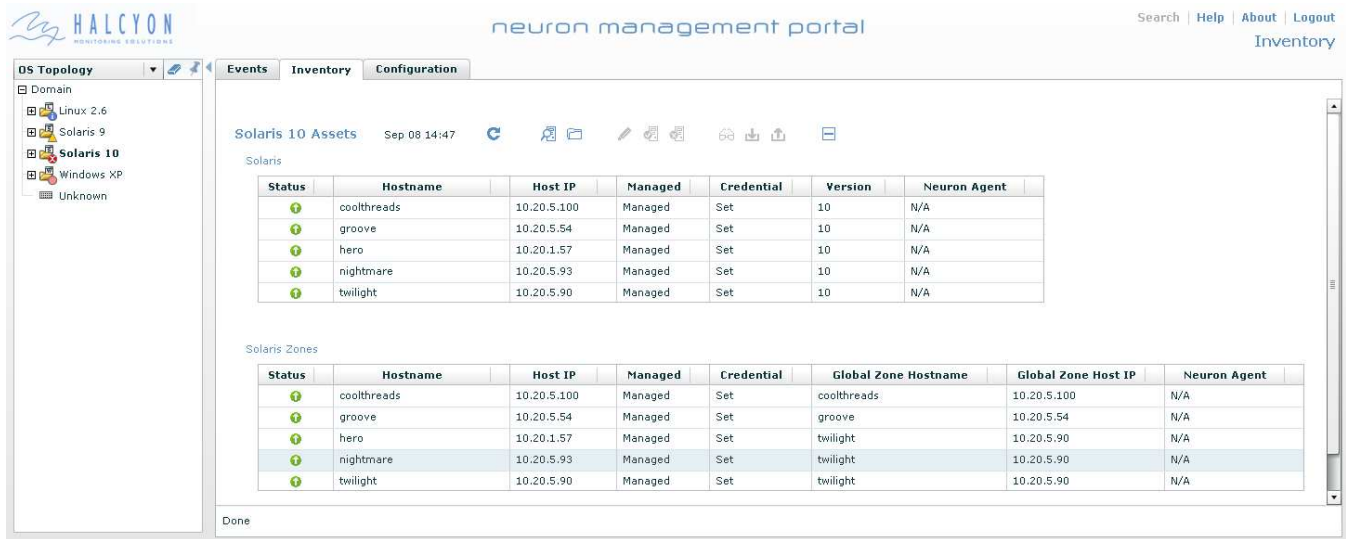 HALCYON
MONITORING SOLUTIONS
neuron management portal
Search | Help | About | Logout
Inventory
OS Topology
Domain
Linux 2.6
Solaris 9
Solaris 10
Windows XP
Unknown
Events Inventory Configuration
Solaris 10 Assets Sep 08 14:47
Solaris
Status Hostname Host IP Managed Credential Version Neuron Agent
coolthreads 10.20.5.100 Managed Set 10 N/A
groove 10.20.5.54 Managed Set 10 N/A
hero 10.20.1.57 Managed Set 10 N/A
nightmare 10.20.5.93 Managed Set 10 N/A
twilight 10.20.5.90 Managed Set 10 N/A
Solaris Zones
Status Hostname Host IP Managed Credential Global Zone Hostname Global Zone Host IP Neuron Agent
coolthreads 10.20.5.100 Managed Set coolthreads 10.20.5.100 N/A
groove 10.20.5.54 Managed Set groove 10.20.5.54 N/A
hero 10.20.1.57 Managed Set twilight 10.20.5.90 N/A
nightmare 10.20.5.93 Managed Set twilight 10.20.5.90 N/A
twilight 10.20.5.90 Managed Set twilight 10.20.5.90 N/A
Done